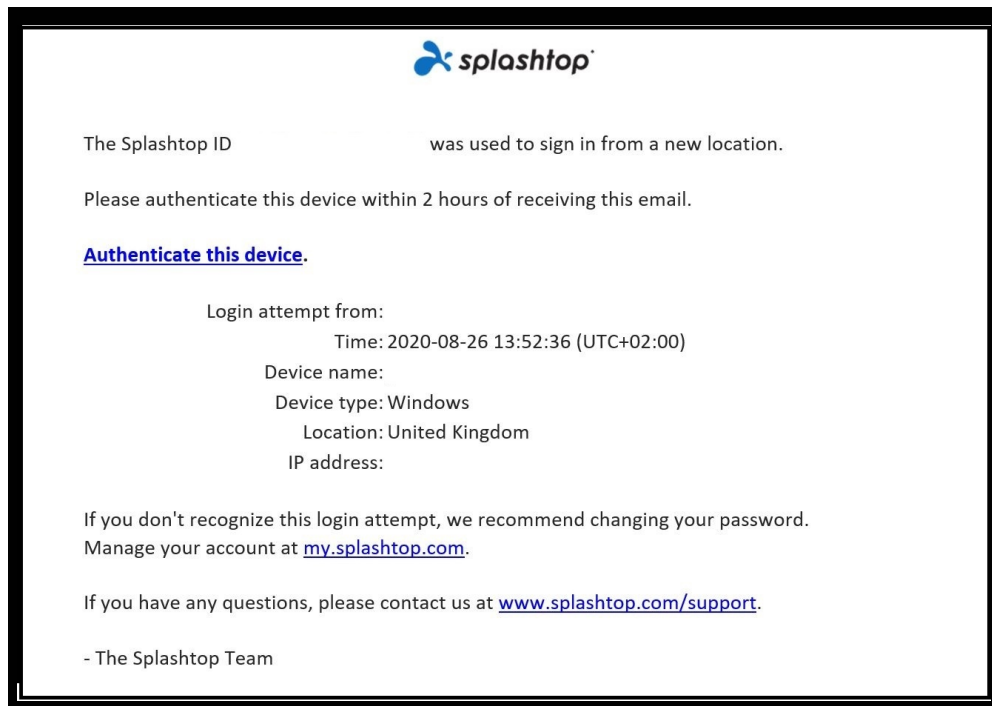 splashtop
The Splashtop ID was used to sign in from a new location.
Please authenticate this device within 2 hours of receiving this email.
Authenticate this device.
Login attempt from:
Time: 2020-08-26 13:52:36 (UTC+02:00)
Device name:
Device type: Windows
Location: United Kingdom
IP address:
If you don't recognize this login attempt, we recommend changing your password.
Manage your account at my.splashtop.com.
If you have any questions, please contact us at www.splashtop.com/support.
- The Splashtop Team